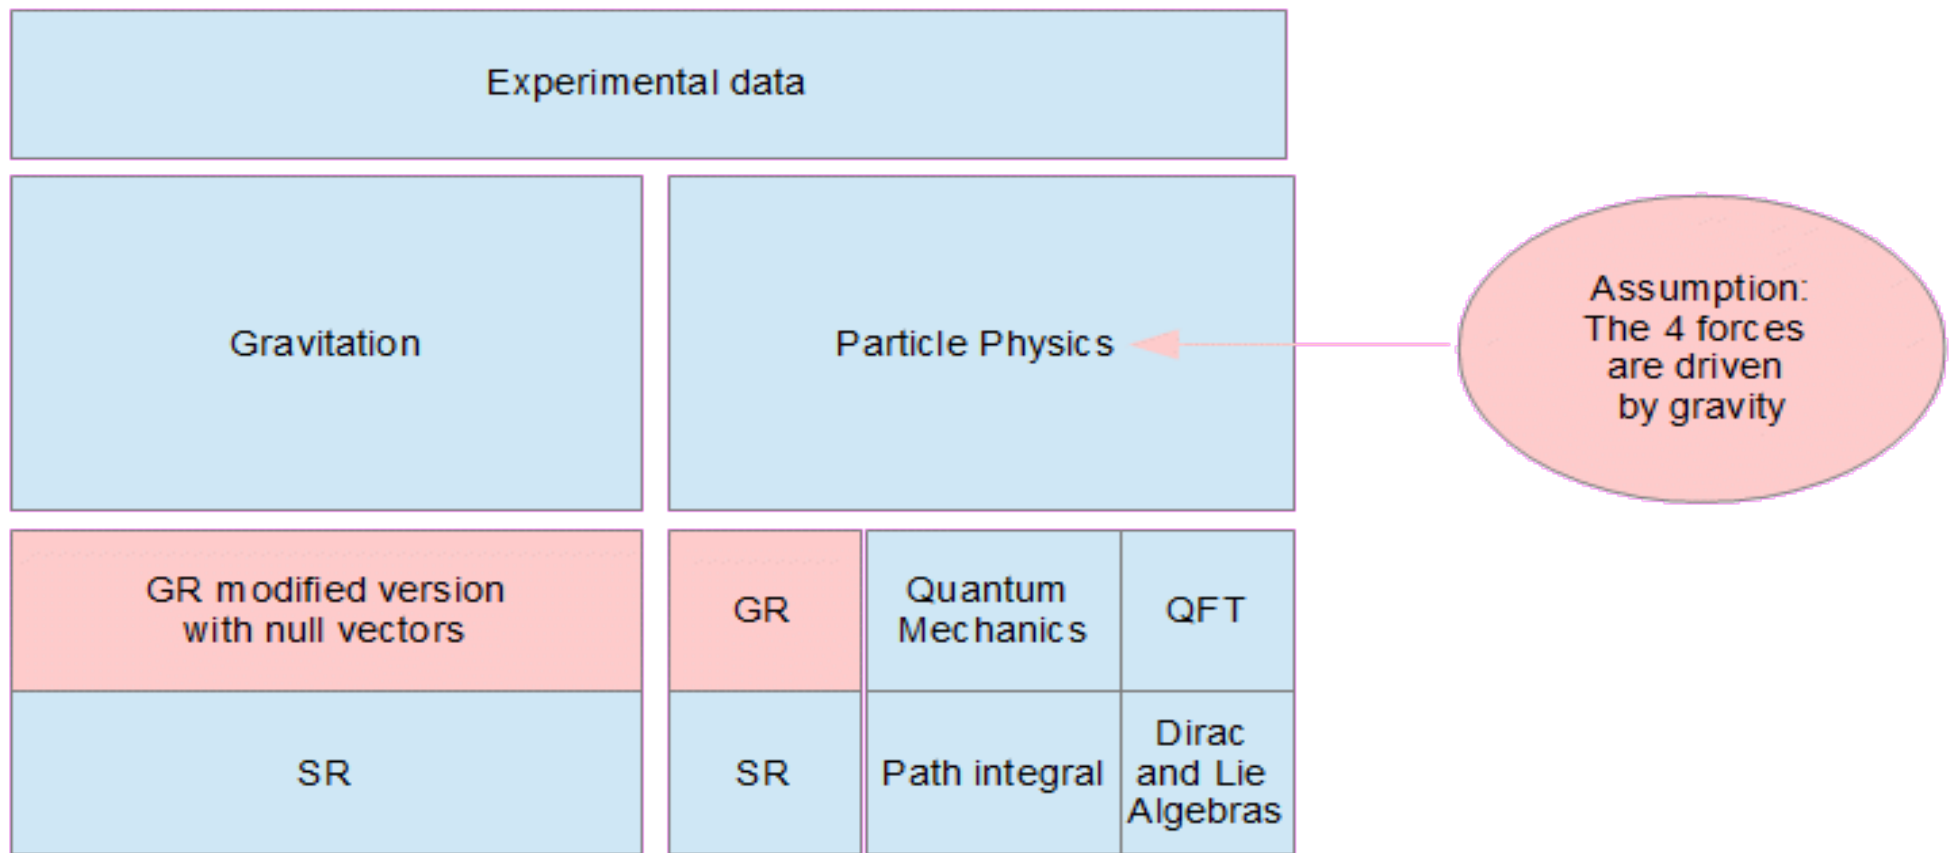 Experimental data
Gravitation
Particle Physics
Assumption:
The 4 forces
are driven
by gravity
GR modified version
with null vectors
GR
Quantum
Mechanics
QFT
SR
SR
Path integral
Dirac
and Lie
Algebras